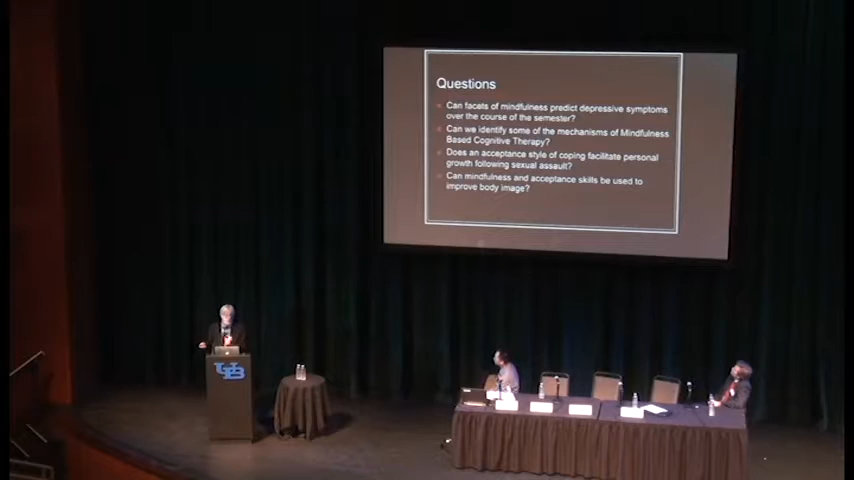 Questions
Can facets of mindfulness predict depressive symptoms
over the course of the semester?
Can we identify some of the mechanisms of Mindfulness
Based Cognitive Therapy?
Does an acceptance style of coping facilitate personal
growth following sexual assault?
Can mindfulness and acceptance skills be used to
improve body image?
UB